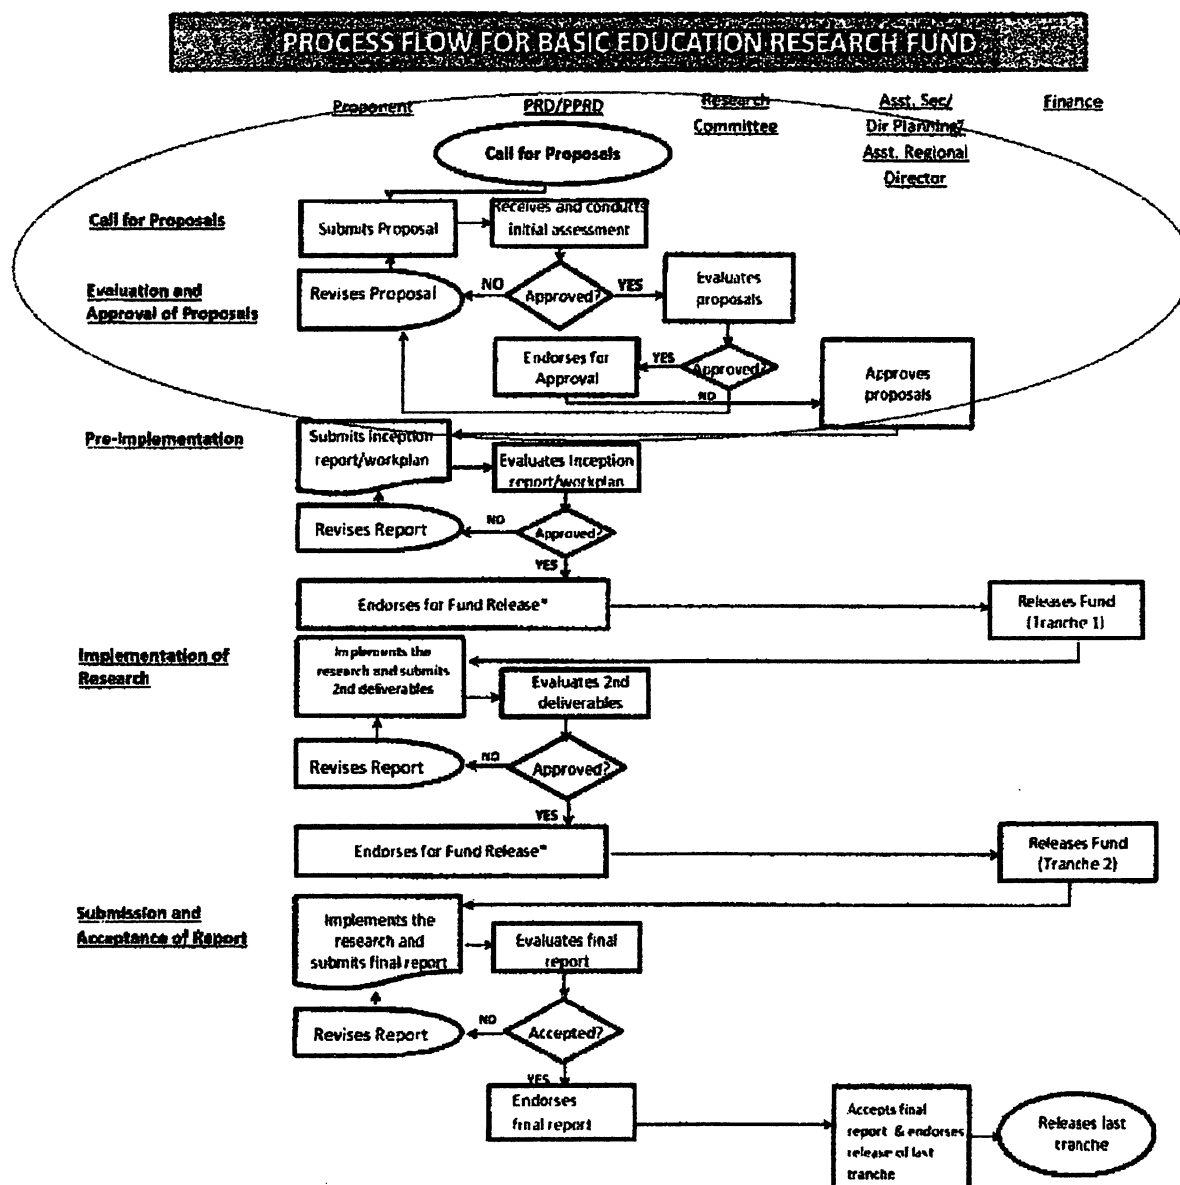 PROCESS FLOW FOR BASIC EDUCATION RESEARCH FUND
Proponent
PRD/PPRD
Research
Committee
Asst. Sec/
Dir Planning/
Asst. Regional
Director
Finance
Call for Proposals
Call for Proposals
Submits Proposal
Receives and conducts
initial assessment
Evaluation and
Approval of Proposals
Revises Proposal
NO
Approved?
YES
Evaluates
proposals
Endorses for
Approval
YES
Approved?
NO
Approves
proposals
Pre-Implementation
Submits Inception
report/workplan
Evaluates Inception
report/workplan
Revises Report
NO
Approved?
YES
Endorses for Fund Release*
Releases Fund
(Tranche 1)
Implementation of
Research
Implements the
research and submits
2nd deliverables
Evaluates 2nd
deliverables
Revises Report
NO
Approved?
YES
Endorses for Fund Release*
Releases Fund
(Tranche 2)
Submission and
Acceptance of Report
Implements the
research and
submits final report
Evaluates final
report
Revises Report
NO
Accepted?
YES
Endorses
final report
Accepts final
report & endorses
release of last
tranche
Releases last
tranche